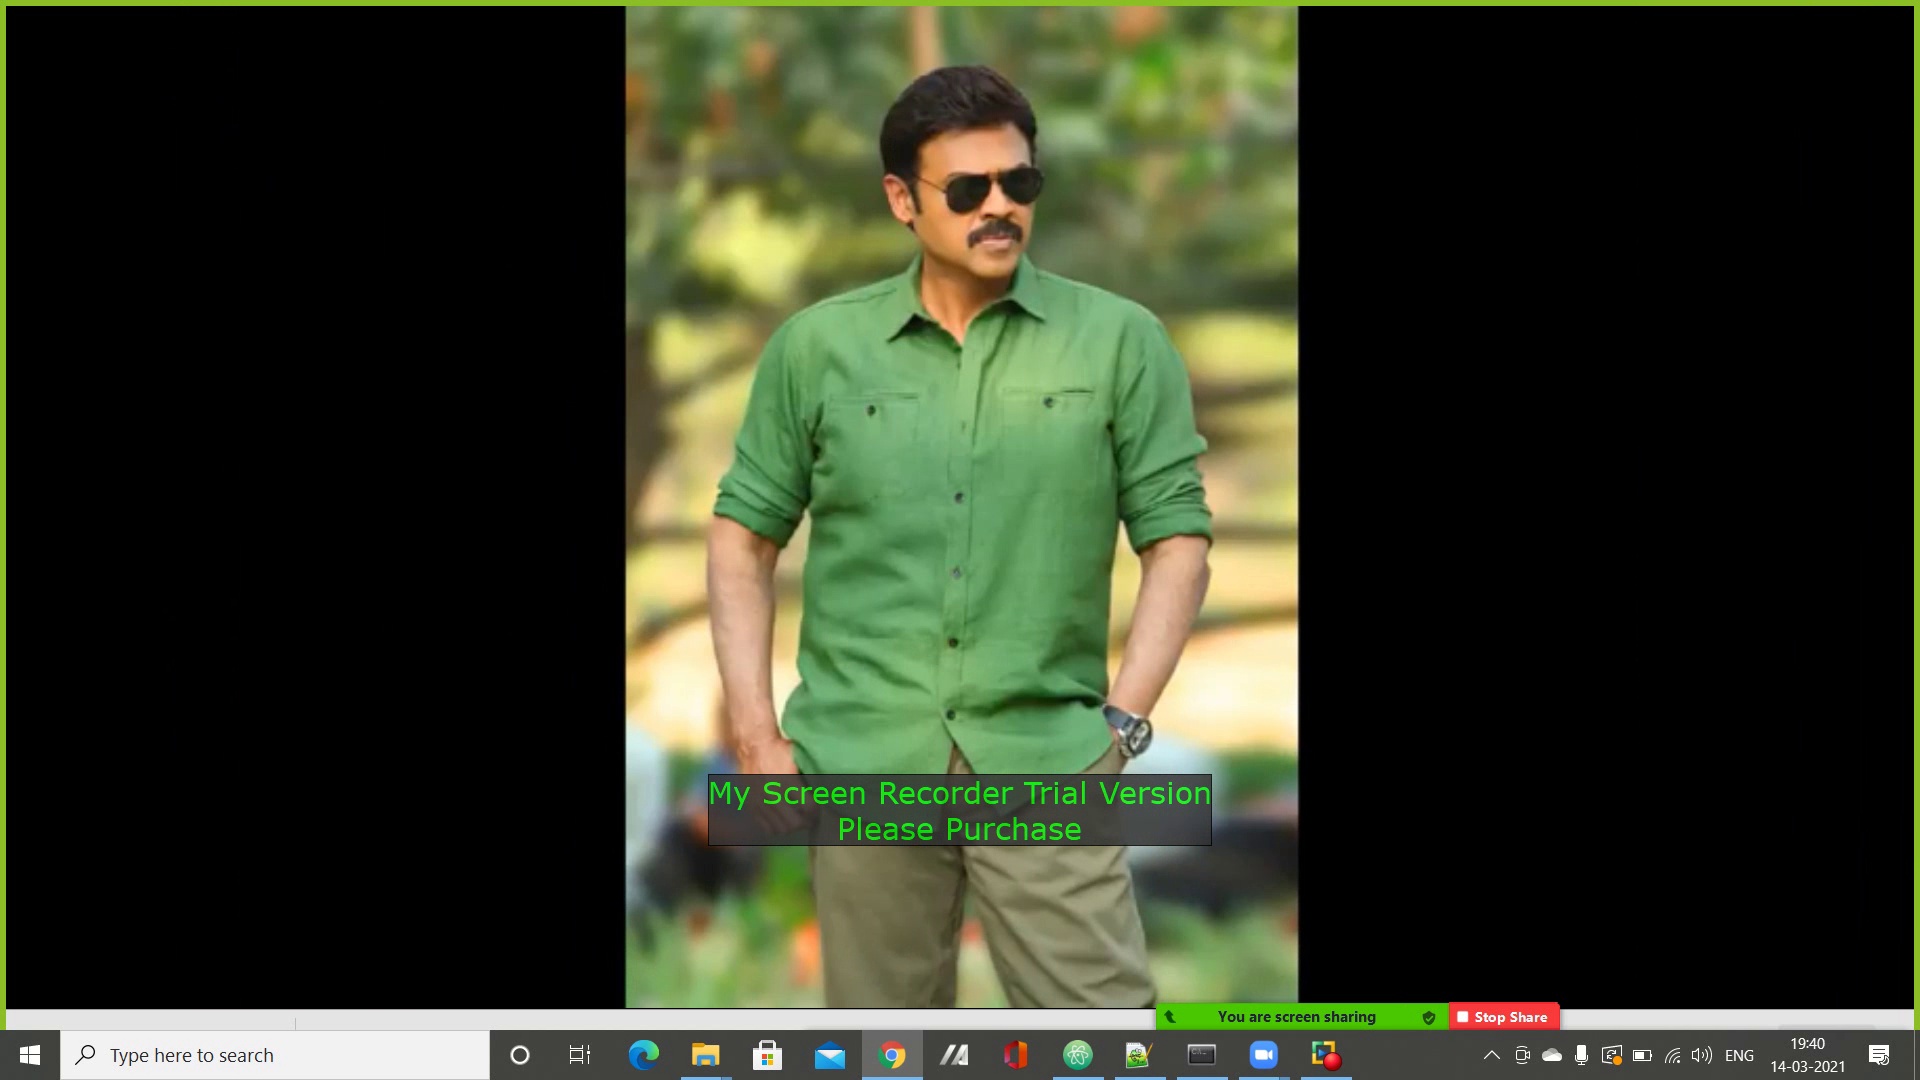 My Screen Recorder Trial Version
Please Purchase
You are screen sharing
Stop Share
Type here to search
ENG
19:40
14-03-2021